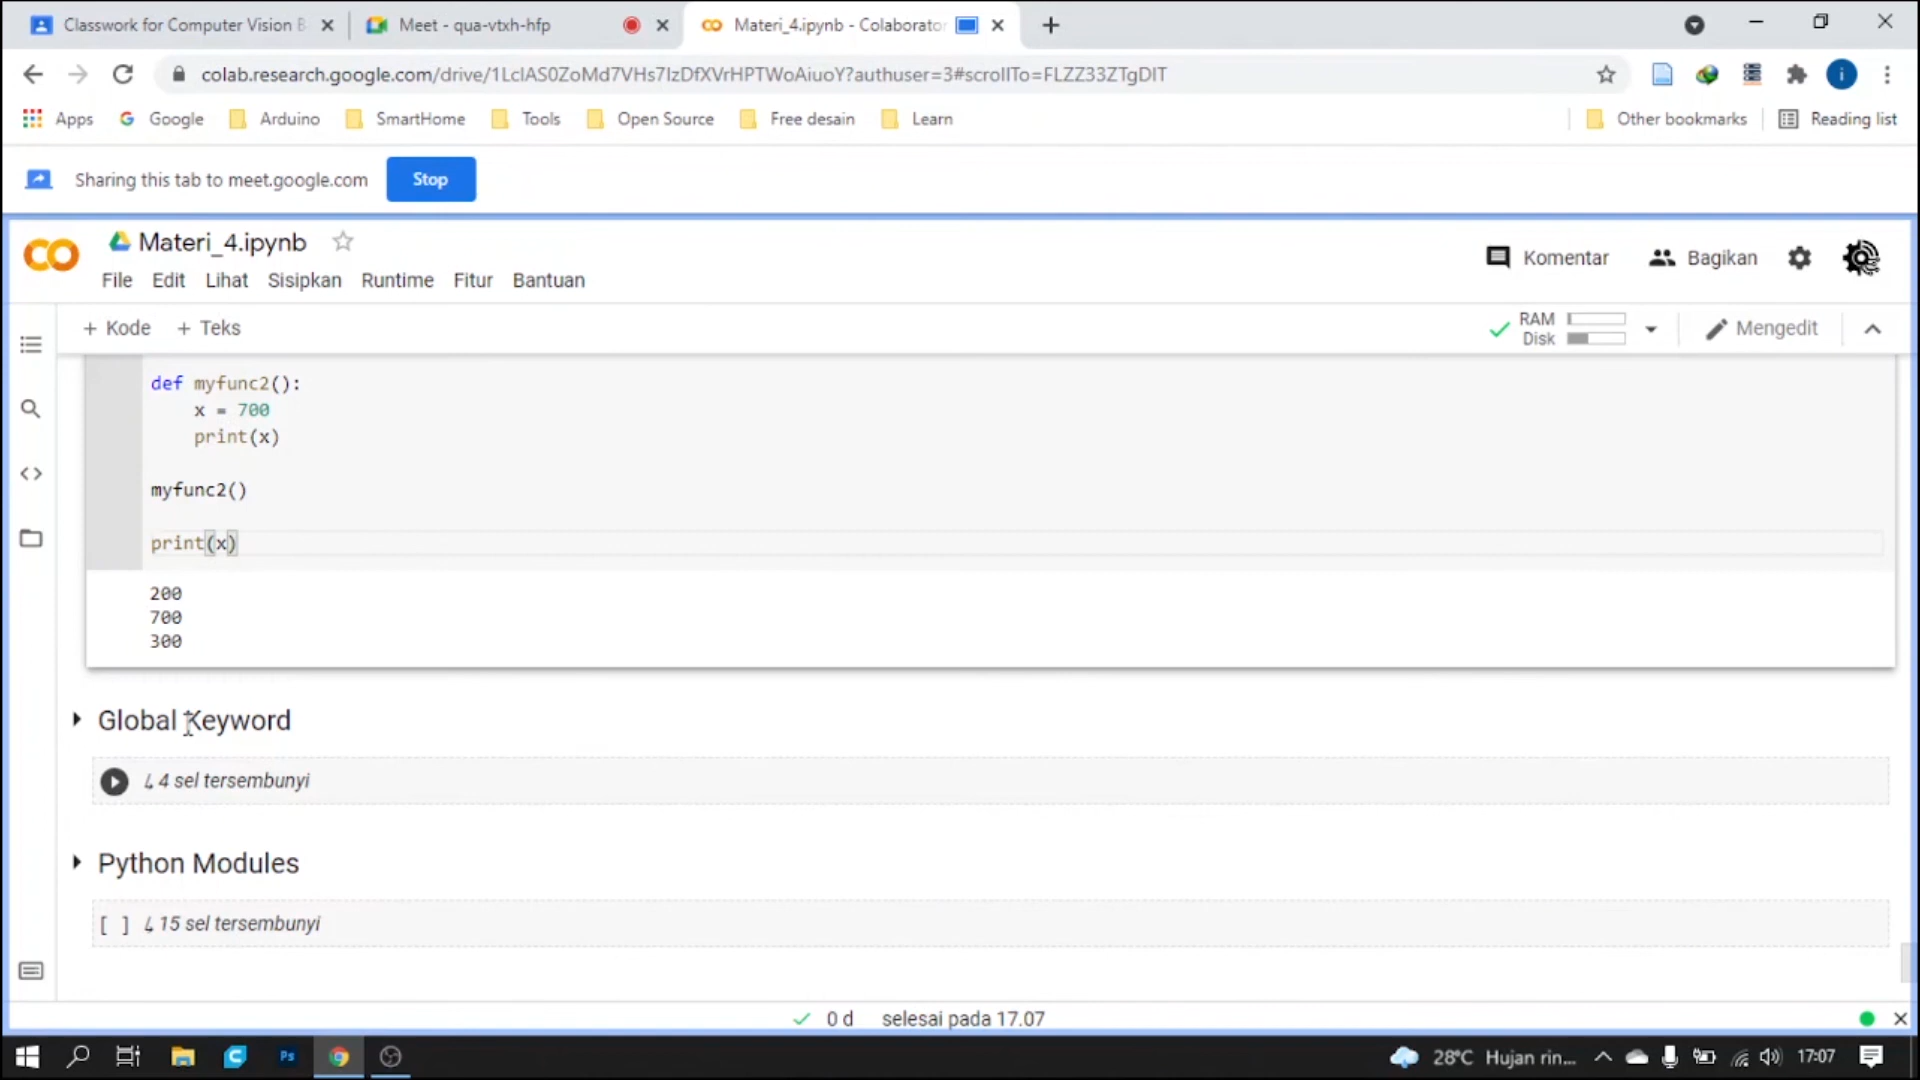 Classwork for Computer Vision B
Meet - qua-vtxh-hfp
Materi_4.ipynb - Colaborator
colab.research.google.com/drive/1LcIAS0ZoMd7VHs7IzDfXVrHPTWoAiuoY?authuser=3#scrollTo=FLZZ33ZTgDIT
i
Apps
Google
Arduino
SmartHome
Tools
Open Source
Free desain
Learn
Other bookmarks
Reading list
Sharing this tab to meet.google.com
Stop
Materi_4.ipynb
Komentar
Bagikan
File Edit Lihat Sisipkan Runtime Fitur Bantuan
+ Kode + Teks
RAM
Disk
Mengedit
def myfunc2():
x = 700
print(x)
myfunc2()
print(x)
200
700
300
Global Keyword
4 sel tersembunyi
Python Modules
[ ] 15 sel tersembunyi
0 d selesai pada 17.07
Ps
28°C Hujan rin...
17:07